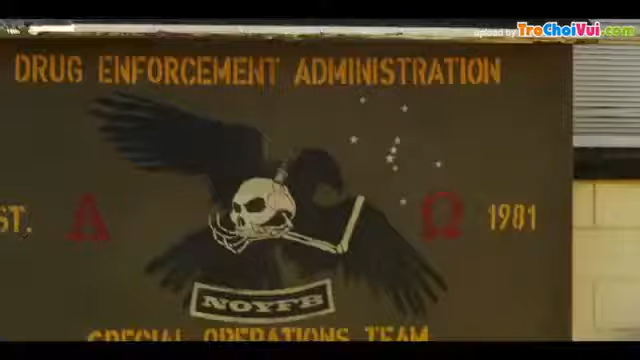 upload by TroChoiVui.com
DRUG ENFORCEMENT ADMINISTRATION
ST. Α Ω 1981
NOYFB
SPECIAL OPERATIONS TEAM